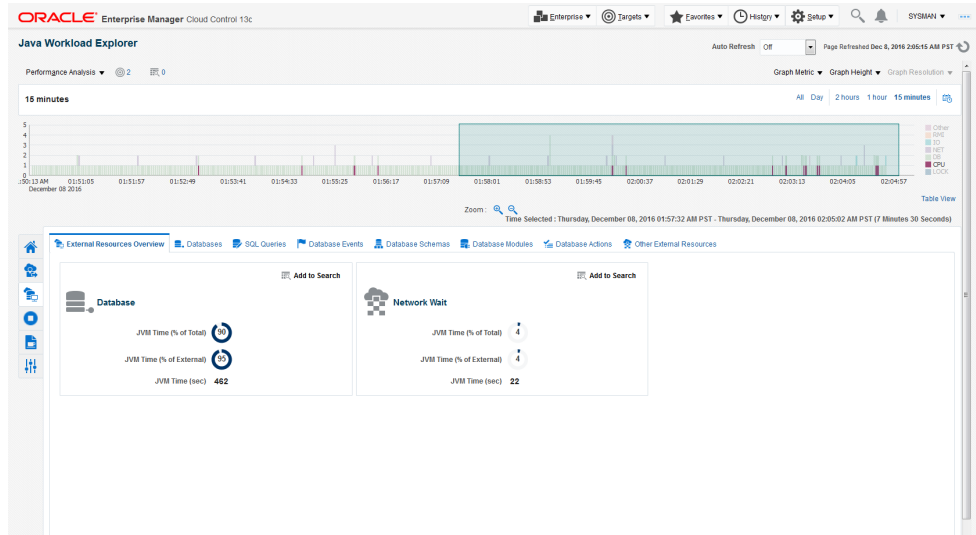 ORACLE Enterprise Manager Cloud Control 13c Enterprise Targets Favorites History Setup SYSMAN
Java Workload Explorer Auto Refresh Off Page Refreshed Dec 8, 2016 2:05:15 AM PST
Performance Analysis 2 0 Graph Metric Graph Height Graph Resolution
15 minutes All Day 2 hours 1 hour 15 minutes
5
4
3
2
1
0
Other
RMI
IO
NET
DB
CPU
LOCK
:50:13 AM 01:51:05 01:51:57 01:52:49 01:53:41 01:54:33 01:55:25 01:56:17 01:57:09 01:58:01 01:58:53 01:59:45 02:00:37 02:01:29 02:02:21 02:03:13 02:04:05 02:04:57
December 08 2016
Table View
Zoom:
Time Selected : Thursday, December 08, 2016 01:57:32 AM PST - Thursday, December 08, 2016 02:05:02 AM PST (7 Minutes 30 Seconds)
External Resources Overview Databases SQL Queries Database Events Database Schemas Database Modules Database Actions Other External Resources
Add to Search
Database
JVM Time (% of Total) 90
JVM Time (% of External) 95
JVM Time (sec) 462
Add to Search
Network Wait
JVM Time (% of Total) 4
JVM Time (% of External) 4
JVM Time (sec) 22